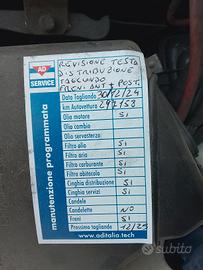 AD
SERVICE
REVISIONE TESTA
DISTRIBUZIONE
TAGLIANDO
FRENI ANT + POST.
manutenzione programmata
Data Tagliando 30/12/24
km Autovettura 297158
Olio motore SI
Olio cambio
Olio servosterzo
Filtro olio SI
Filtro aria SI
Filtro carburante SI
Filtro abitacolo SI
Cinghia distribuzione SI
Cinghia servizi SI
Candele
Candelette NO
Freni SI
Prossimo tagliando 12/25
www.aditalia.tech
subito